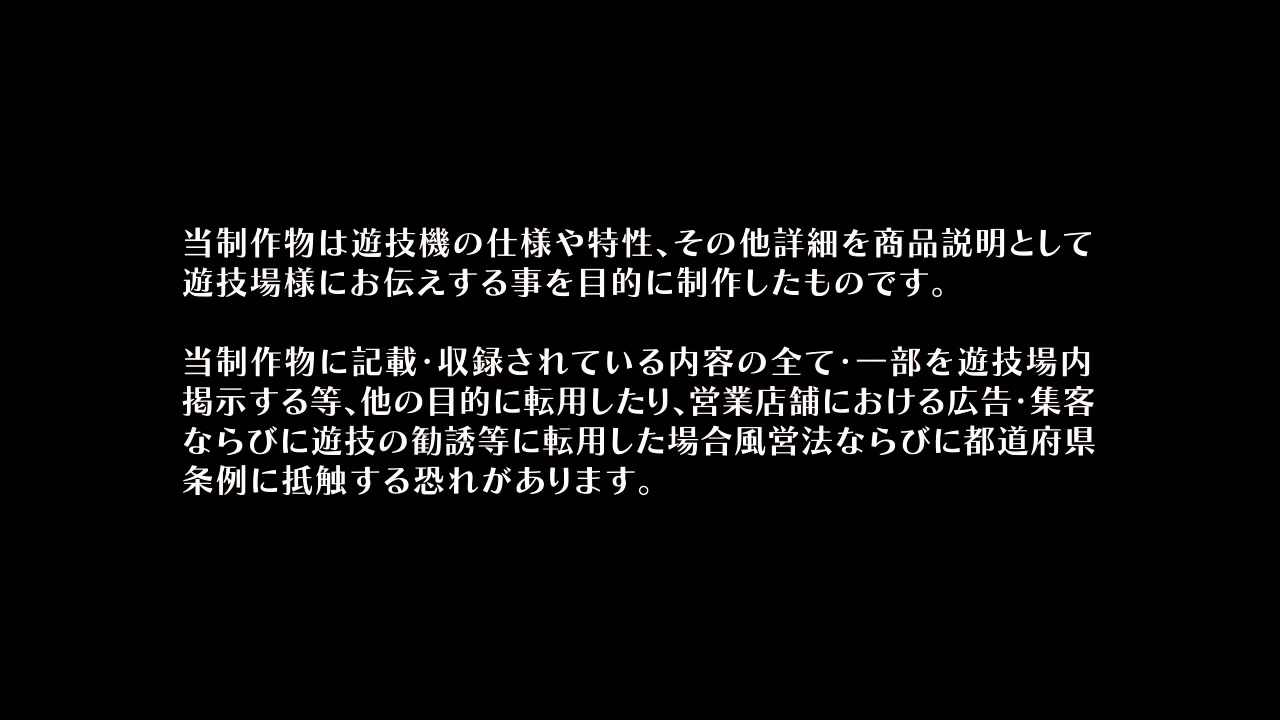 当制作物は遊技機の仕様や特性、その他詳細を商品説明として
遊技場様にお伝えする事を目的に制作したものです。
当制作物に記載・収録されている内容の全て・一部を遊技場内
掲示する等、他の目的に転用したり、営業店舗における広告・集客
ならびに遊技の勧誘等に転用した場合風営法ならびに都道府県
条例に抵触する恐れがあります。